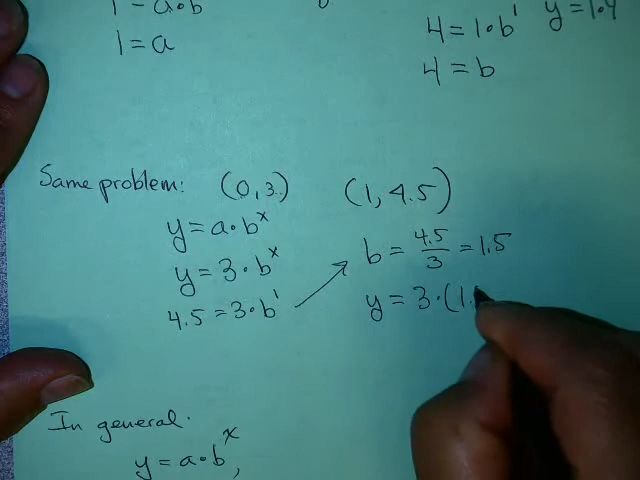 1 = a·b
1 = a
4 = 1·b¹
4 = b
y = 1·4
Same problem: (0,3) (1, 4.5)
y = a·b^x
y = 3·b^x
4.5 = 3·b¹
b = 4.5/3 = 1.5
y = 3·(1.
In general:
y = a·b^x,